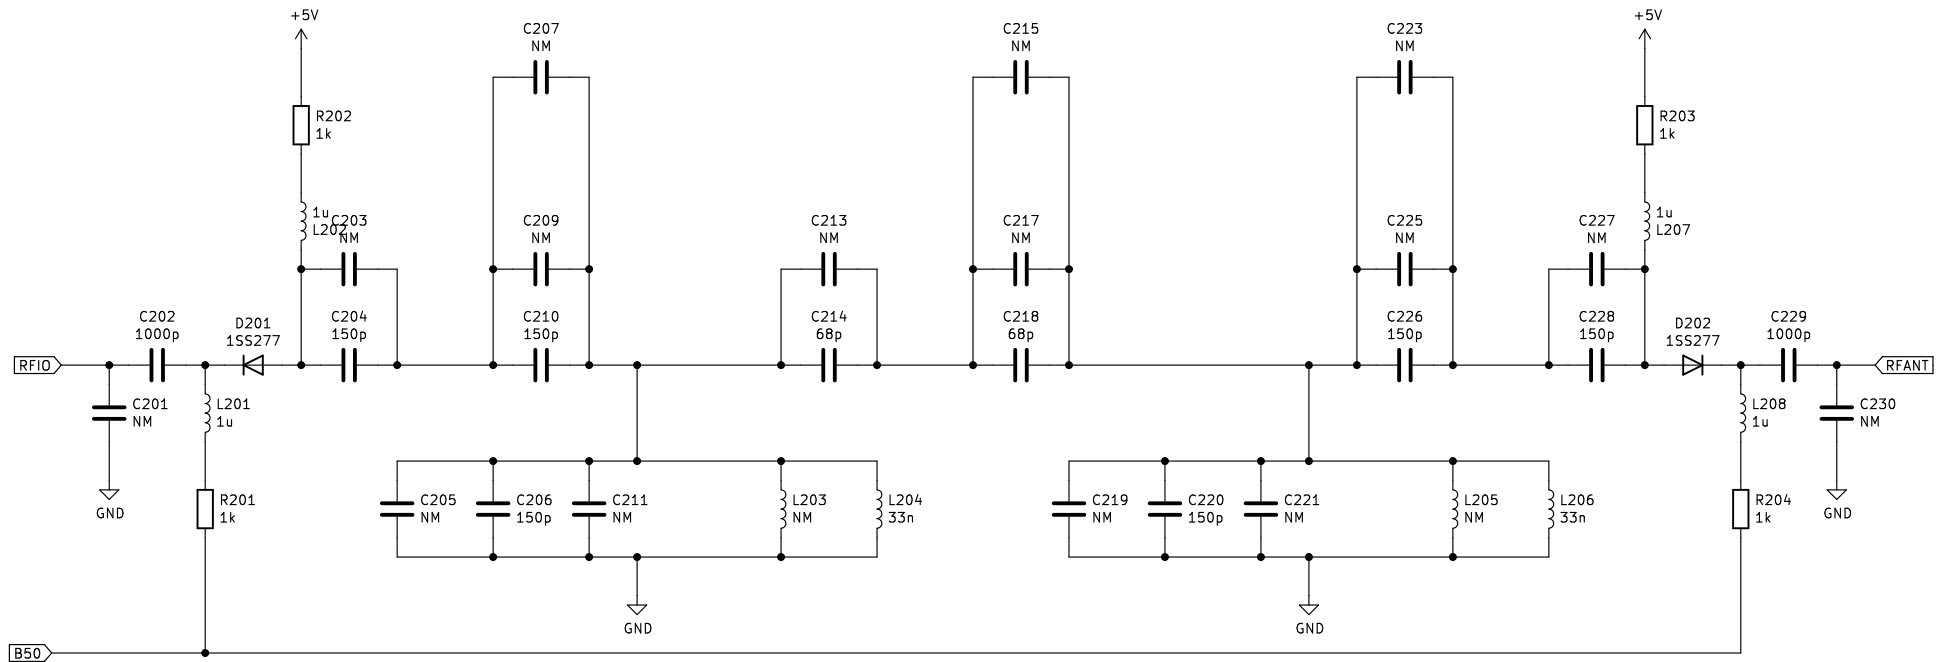 +5V
+5V
C207
NM
C215
NM
C223
NM
R202
1k
R203
1k
1u
L202
C203
NM
C209
NM
C213
NM
C217
NM
C225
NM
C227
NM
1u
L207
C202
1000p
D201
1SS277
C204
150p
C210
150p
C214
68p
C218
68p
C226
150p
C228
150p
D202
1SS277
C229
1000p
RFIO
RFANT
C201
NM
L201
1u
L208
1u
C230
NM
GND
R201
1k
C205
NM
C206
150p
C211
NM
L203
NM
L204
33n
C219
NM
C220
150p
C221
NM
L205
NM
L206
33n
R204
1k
GND
GND
GND
B50